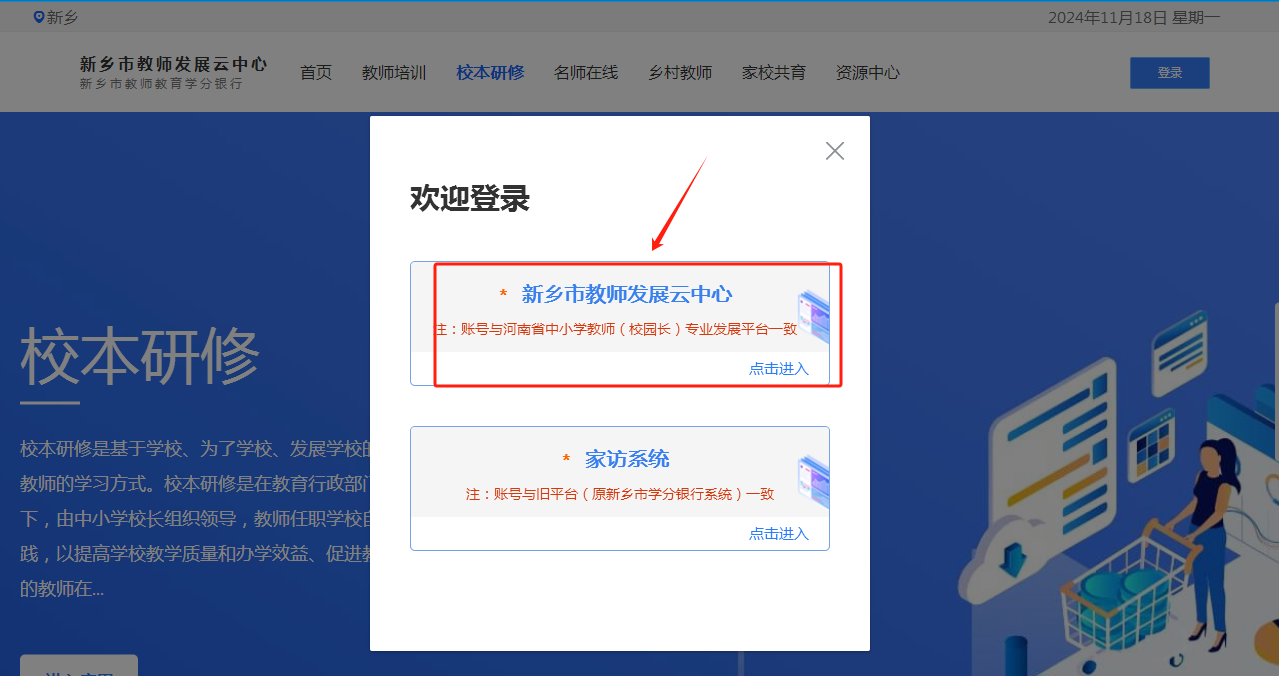 新乡
2024年11月18日 星期一
新乡市教师发展云中心
新乡市教师教育学分银行
首页 教师培训 校本研修 名师在线 乡村教师 家校共育 资源中心
登录
欢迎登录
* 新乡市教师发展云中心
注：账号与河南省中小学教师（校园长）专业发展平台一致
点击进入
* 家访系统
注：账号与旧平台（原新乡市学分银行系统）一致
点击进入
校本研修
校本研修是基于学校、为了学校、发展学校的
教师的学习方式。校本研修是在教育行政部门
下，由中小学校长组织领导，教师任职学校自
践，以提高学校教学质量和办学效益、促进教
的教师在...